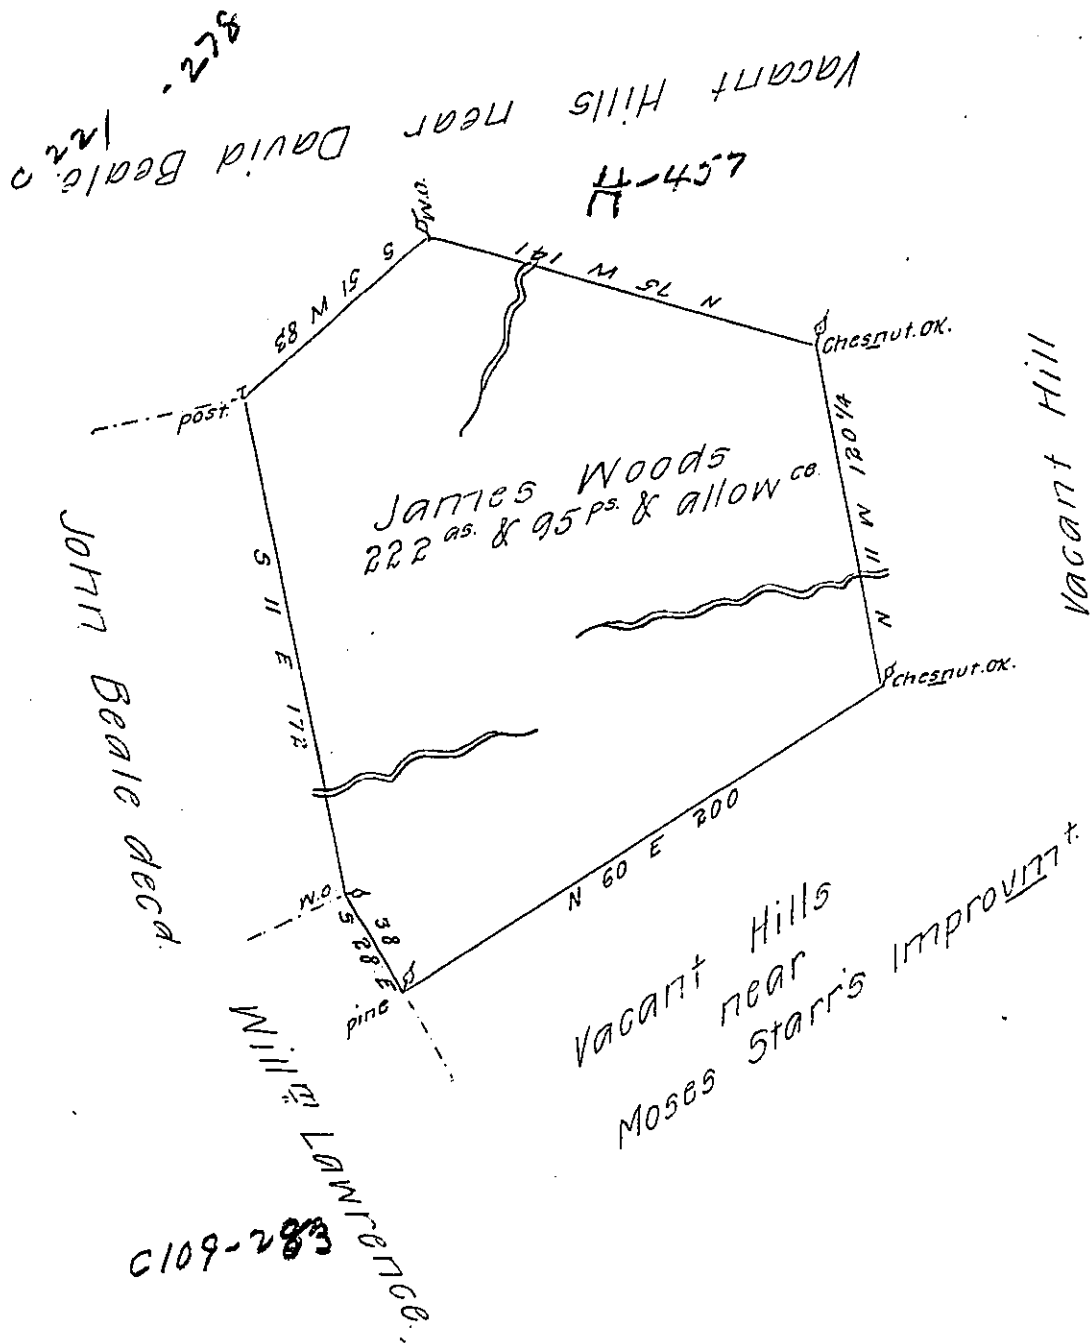 Vacant Hills near David Beale.
221 - 278
H-457
W.O
S 51 W 83
N 75 W 141
Chesnut.ox.
post.
N 11 W 120 1/4
Vacant Hill
James Woods
222 as. & 95 ps. & allow ce.
S 11 E 172
John Beale decd.
Chesnut.ox.
N 60 E 200
W.O
S 28 E 38
pine
Vacant Hills
near
Moses Starr's Improvmt.
Willm Lawrence.
C109-283